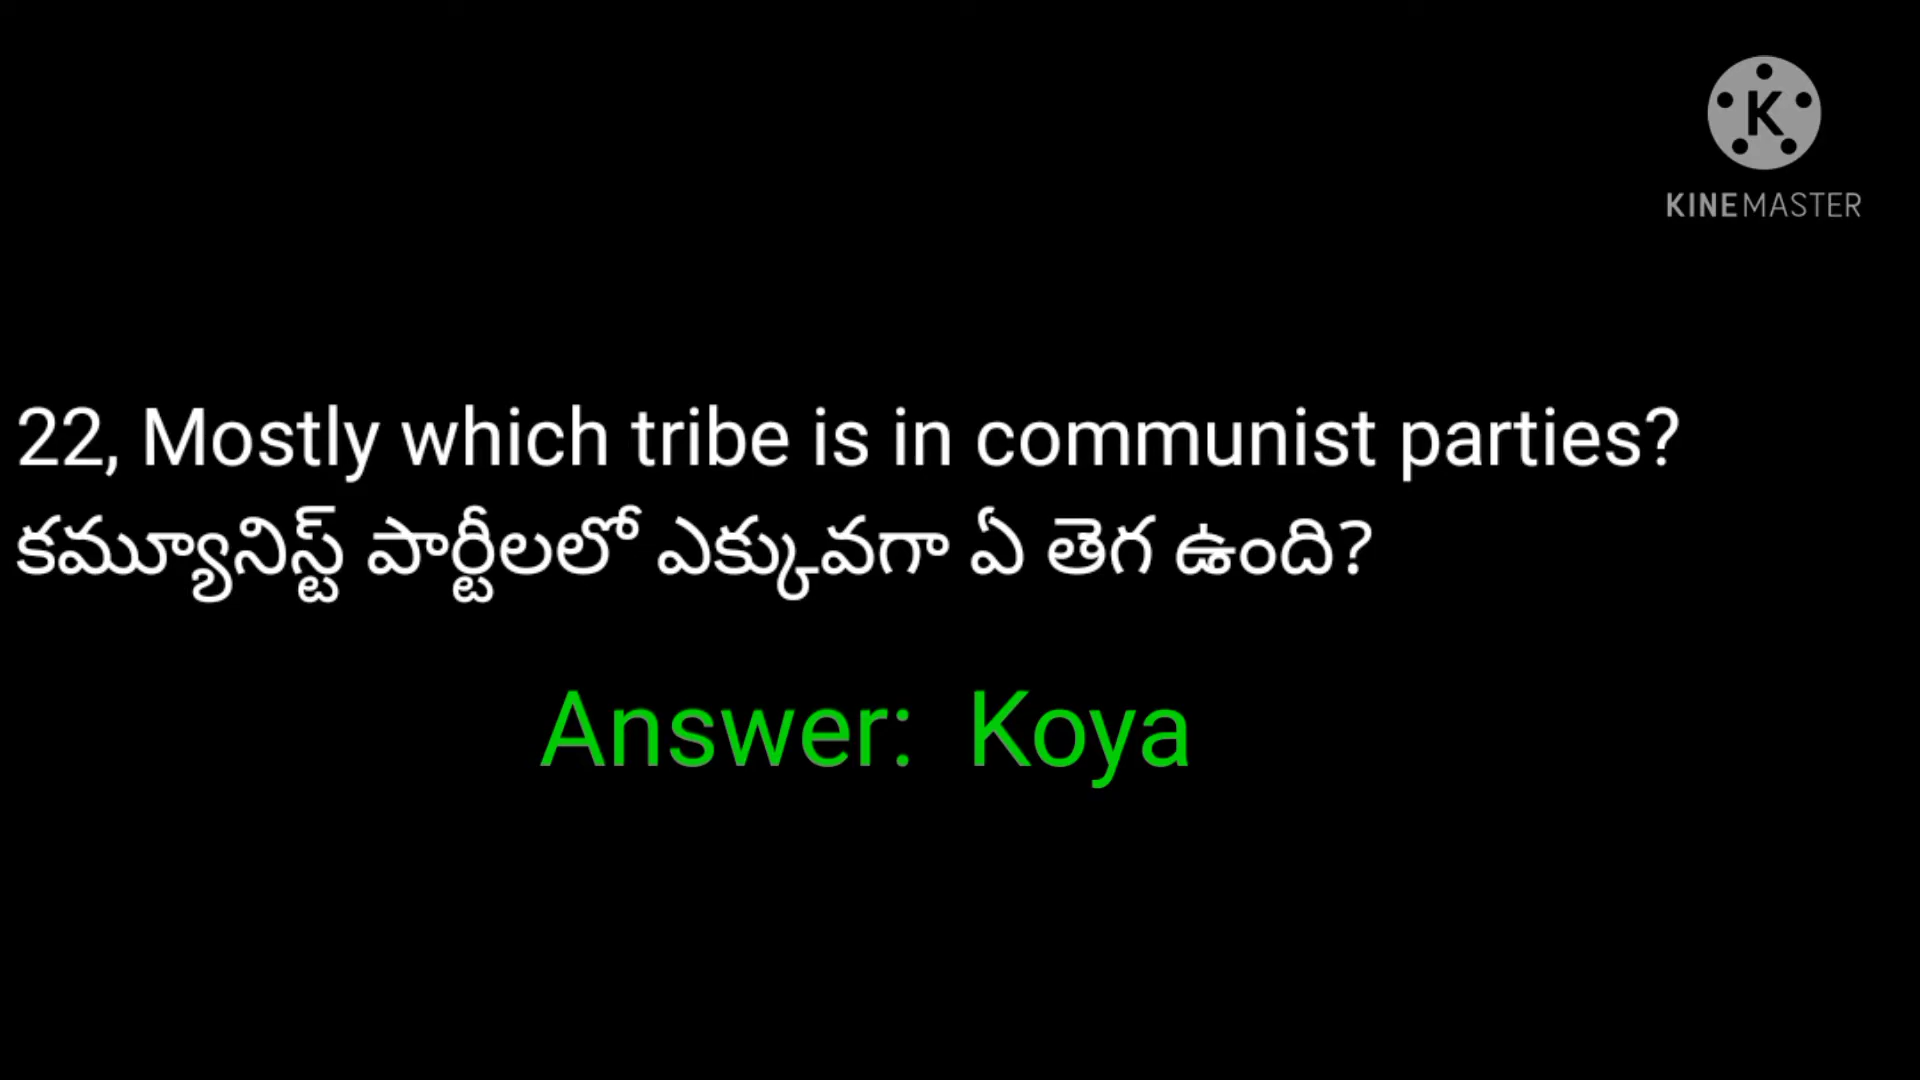 K
KINEMASTER
22, Mostly which tribe is in communist parties?
కమ్యూనిస్ట్ పార్టీలలో ఎక్కువగా ఏ తెగ ఉంది?
Answer: Koya